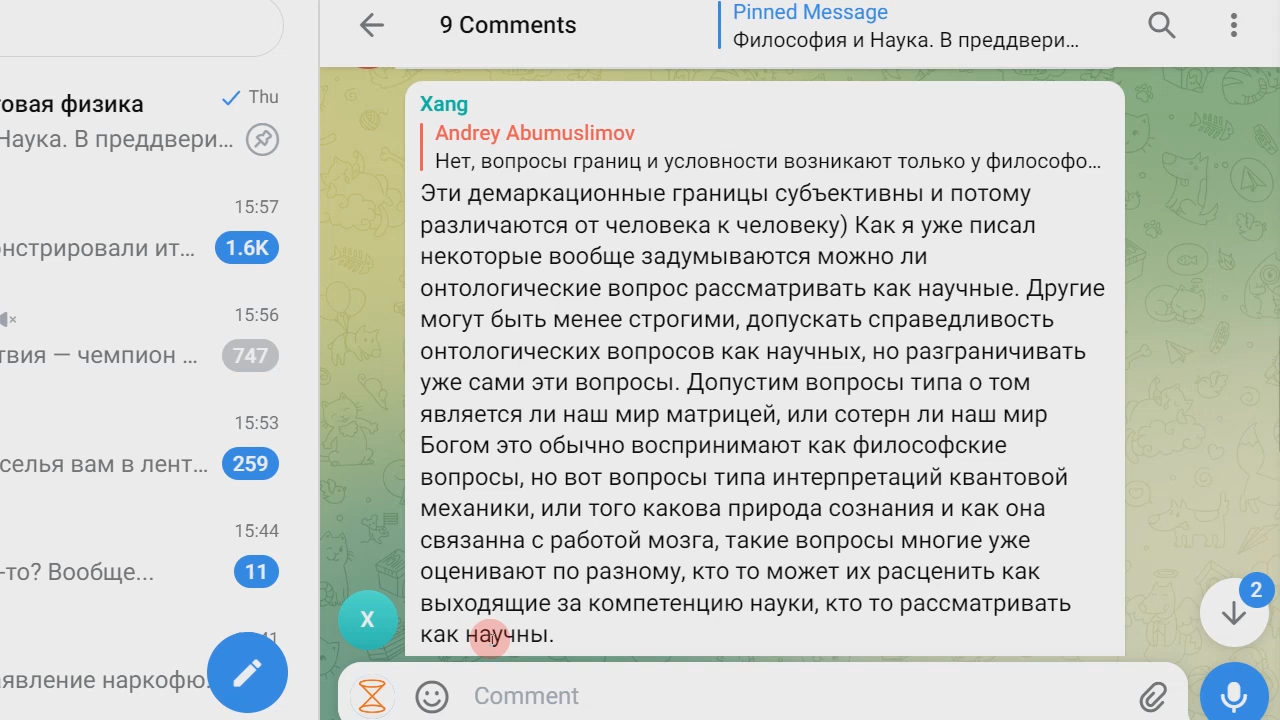 9 Comments
Pinned Message
Философия и Наука. В преддвери...
товая физика
Thu
Наука. В преддвери...
15:57
онстрировали ит...
1.6K
15:56
твия — чемпион ...
747
15:53
селья вам в лент...
259
15:44
-то? Вообще...
11
41
явление наркофю
Xang
Andrey Abumuslimov
Нет, вопросы границ и условности возникают только у философо...
Эти демаркационные границы субъективны и потому
различаются от человека к человеку) Как я уже писал
некоторые вообще задумываются можно ли
онтологические вопрос рассматривать как научные. Другие
могут быть менее строгими, допускать справедливость
онтологических вопросов как научных, но разграничивать
уже сами эти вопросы. Допустим вопросы типа о том
является ли наш мир матрицей, или сотерн ли наш мир
Богом это обычно воспринимают как философские
вопросы, но вот вопросы типа интерпретаций квантовой
механики, или того какова природа сознания и как она
связанна с работой мозга, такие вопросы многие уже
оценивают по разному, кто то может их расценить как
выходящие за компетенцию науки, кто то рассматривать
как научны.
X
2
Comment